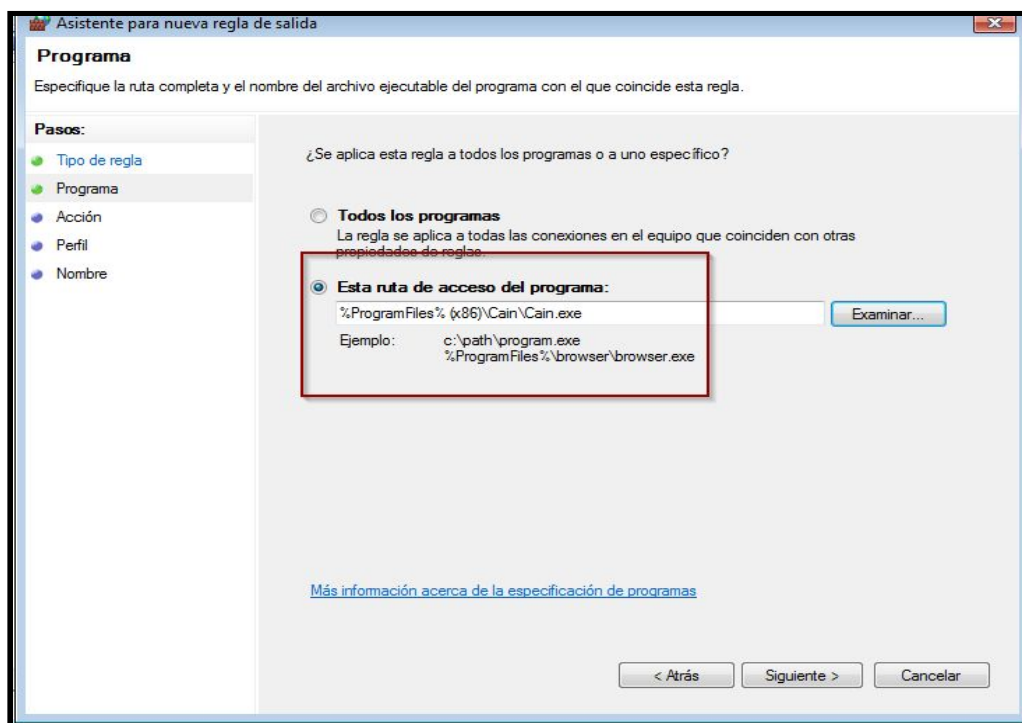 Asistente para nueva regla de salida
Programa
Especifique la ruta completa y el nombre del archivo ejecutable del programa con el que coincide esta regla.
Pasos:
Tipo de regla
Programa
Acción
Perfil
Nombre
¿Se aplica esta regla a todos los programas o a uno específico?
Todos los programas
La regla se aplica a todas las conexiones en el equipo que coinciden con otras
propiedades de reglas.
Esta ruta de acceso del programa:
%ProgramFiles% (x86)\Cain\Cain.exe
Examinar...
Ejemplo: c:\path\program.exe
%ProgramFiles%\browser\browser.exe
Más información acerca de la especificación de programas
< Atrás
Siguiente >
Cancelar